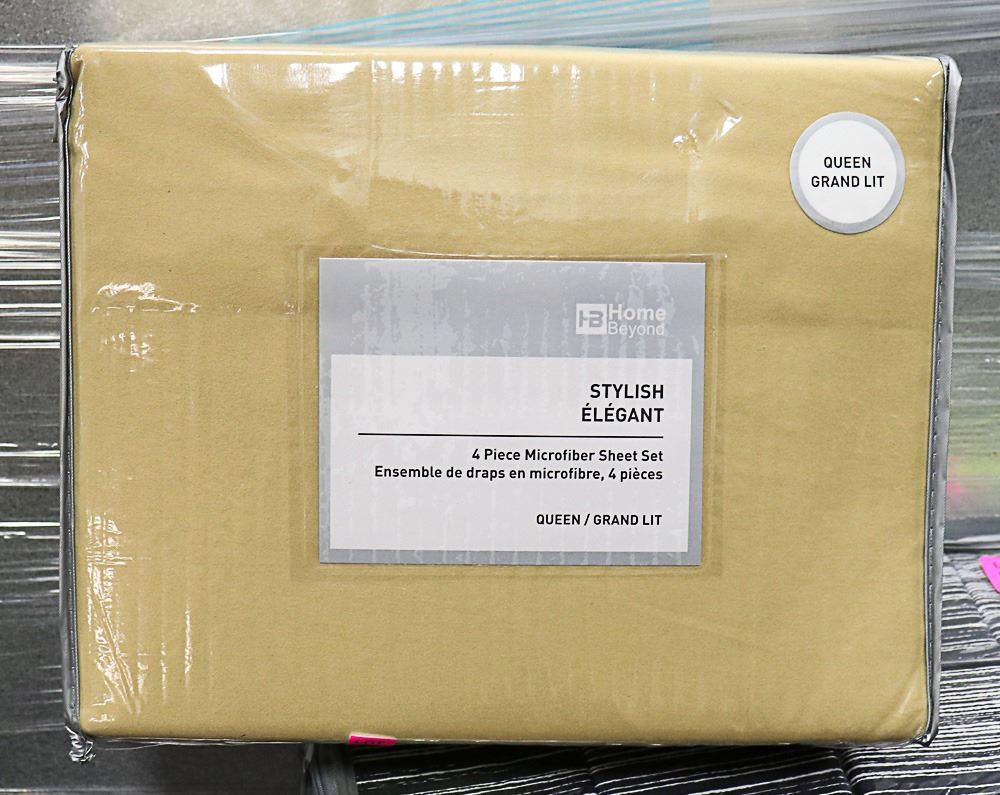 QUEEN
GRAND LIT
HB Home
Beyond
STYLISH
ÉLÉGANT
4 Piece Microfiber Sheet Set
Ensemble de draps en microfibre, 4 pièces
QUEEN / GRAND LIT